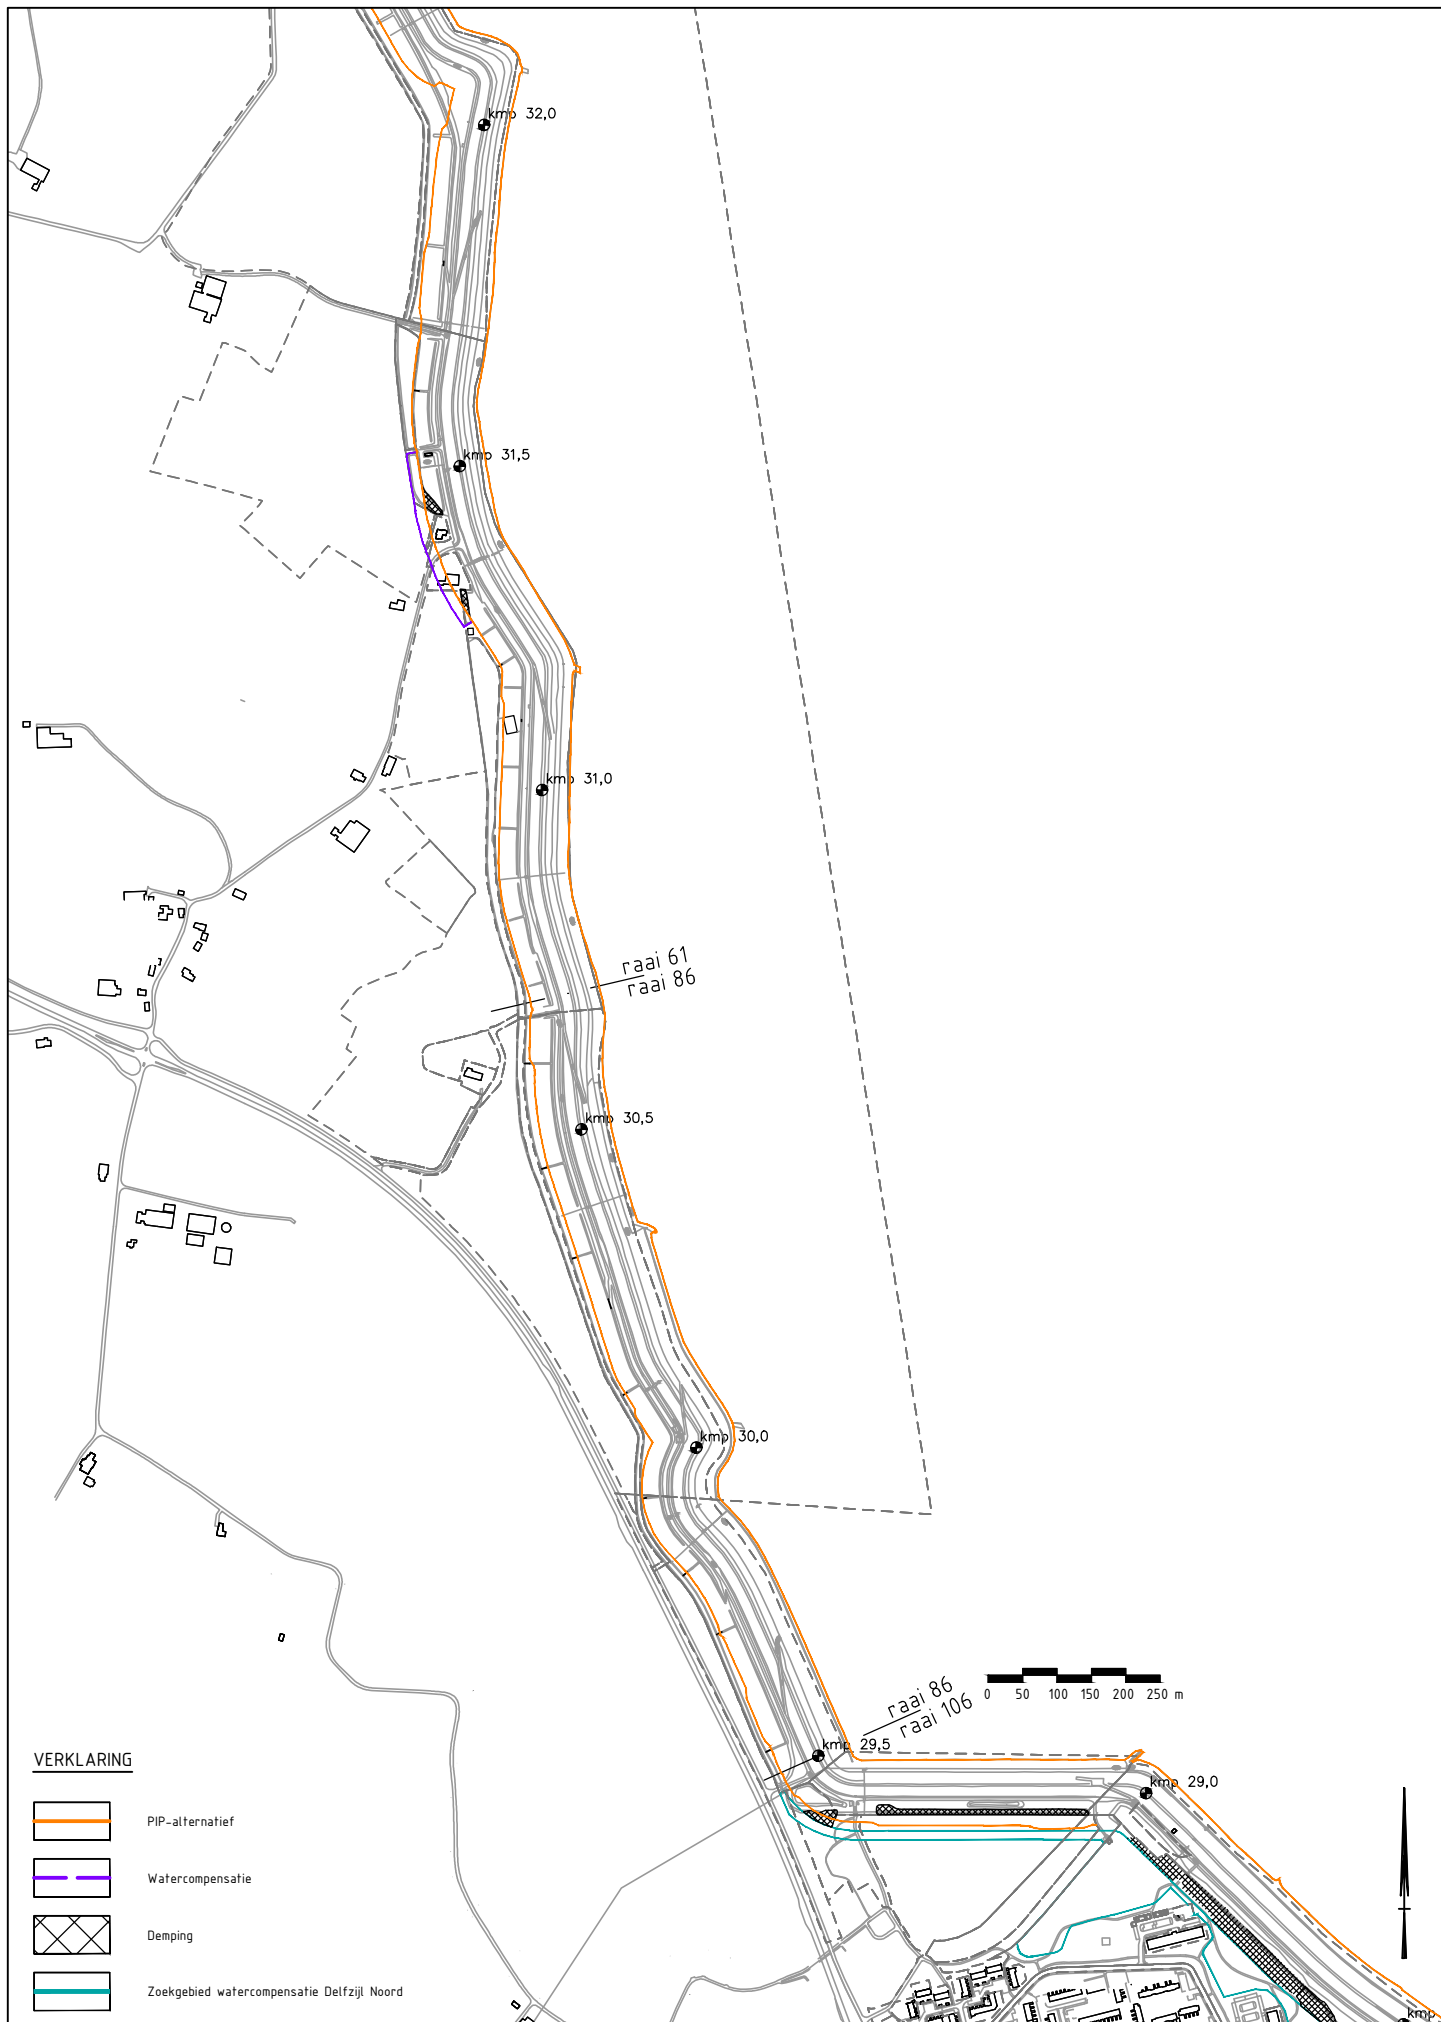 kmp 32,0
kmp 31,5
kmp 31,0
raai 61
raai 86
kmp 30,5
kmp 30,0
raai 86
raai 106
0 50 100 150 200 250 m
kmp 29,5
kmp 29,0
VERKLARING
PIP-alternatief
Watercompensatie
Demping
Zoekgebied watercompensatie Delfzijl Noord
kmp